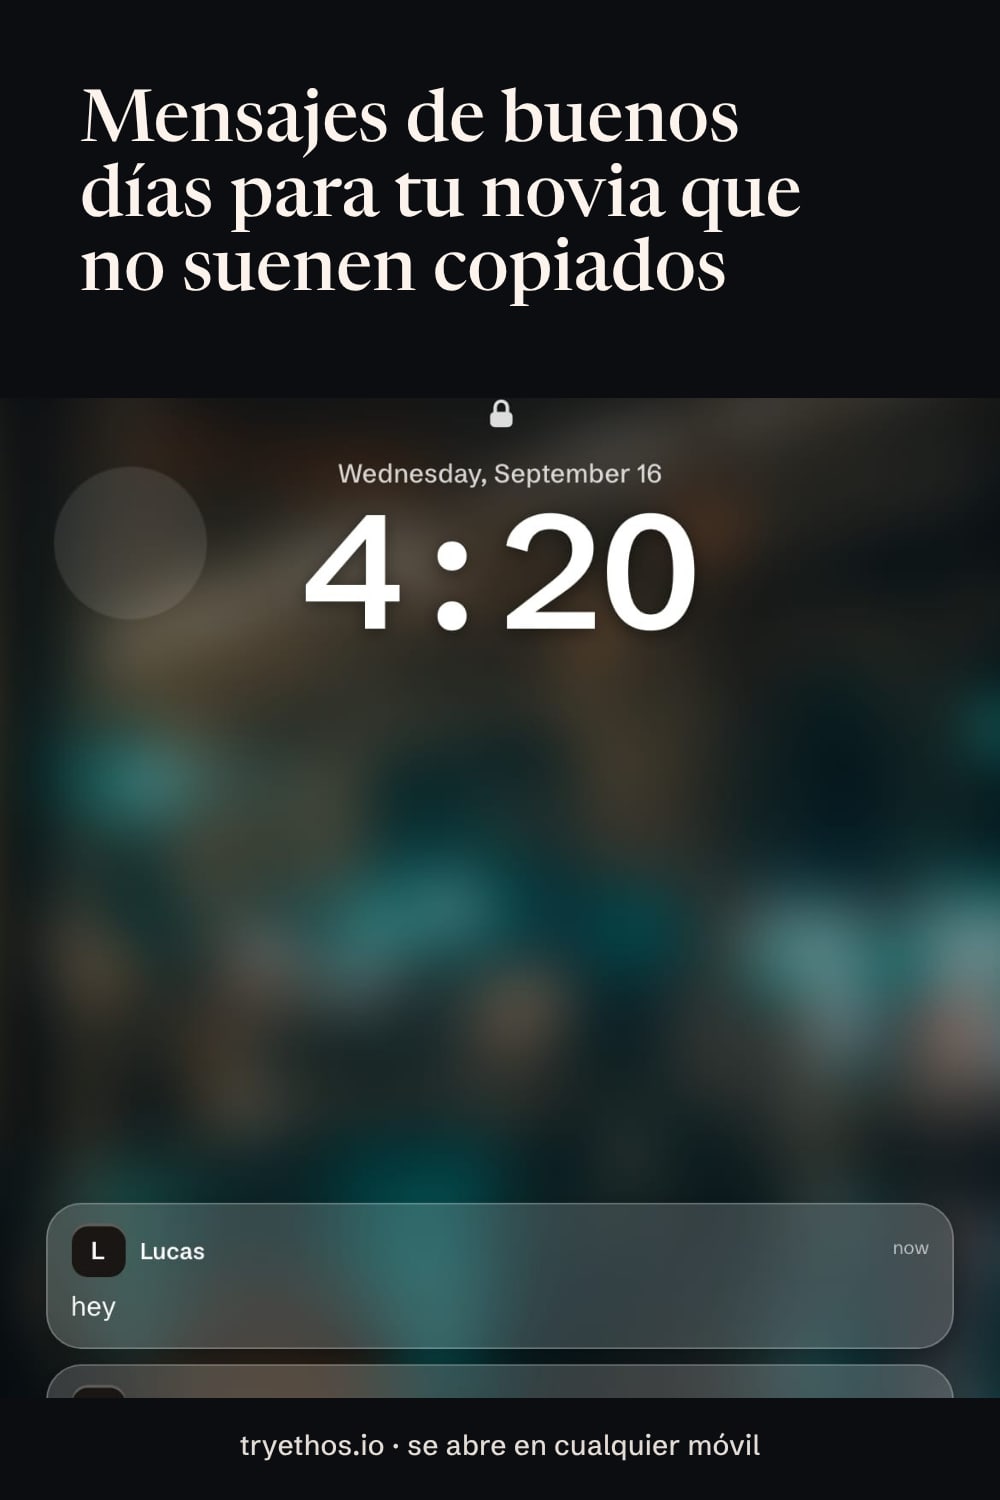 Mensajes de buenos
días para tu novia que
no suenen copiados
Wednesday, September 16
4:20
L
Lucas
now
hey
tryethos.io · se abre en cualquier móvil